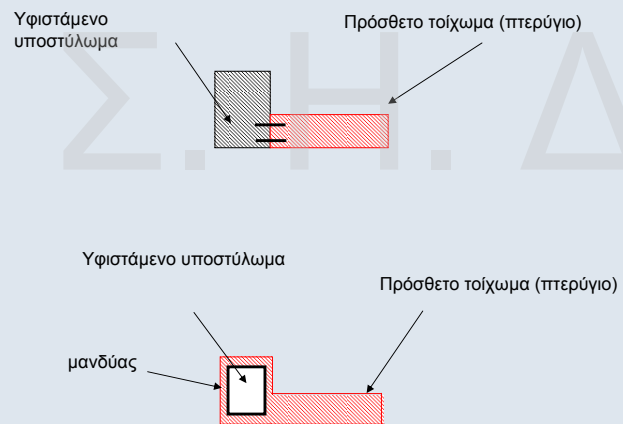 Υφιστάμενο
υποστύλωμα
Πρόσθετο τοίχωμα (πτερύγιο)
Σ. Η. Δ
Υφιστάμενο υποστύλωμα
Πρόσθετο τοίχωμα (πτερύγιο)
μανδύας